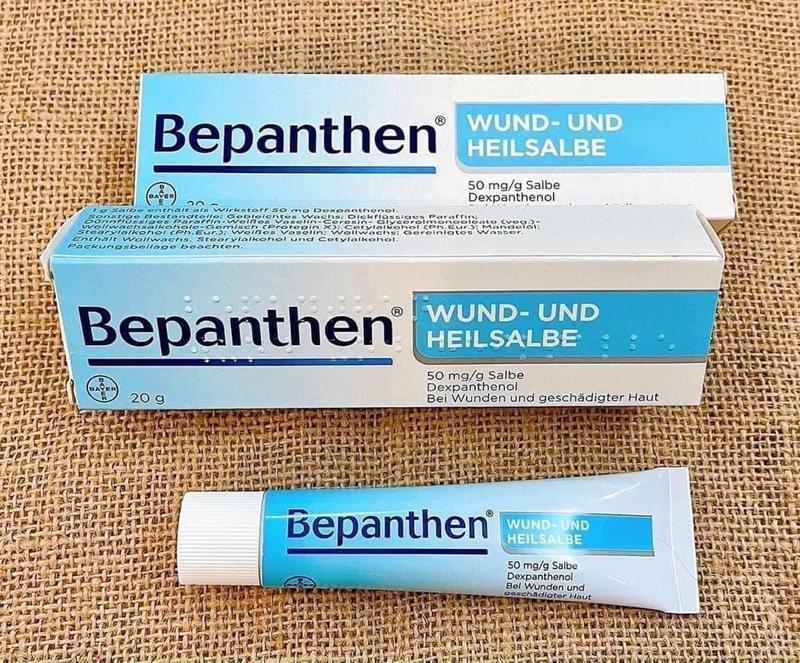 Bepanthen®
WUND- UND
HEILSALBE
50 mg/g Salbe
Dexpanthenol
BAYER
20 g
1 g Salbe enthält als Wirkstoff 50 mg Dexpanthenol.
Sonstige Bestandteile: Gebleichtes Wachs; Dickflüssiges Paraffin;
Dünnflüssiges Paraffin-Weißes Vaselin-Ceresin- Glycerolmonooleate (veg.)-
Wollwachsalkohole-Gemisch (Protegin X); Cetylalkohol (Ph.Eur.); Mandelöl;
Stearylalkohol (Ph.Eur.); Weißes Vaselin; Wollwachs; Gereinigtes Wasser.
Enthält Wollwachs, Stearylalkohol und Cetylalkohol.
Packungsbeilage beachten.
Bepanthen®
WUND- UND
HEILSALBE
50 mg/g Salbe
Dexpanthenol
Bei Wunden und geschädigter Haut
BAYER
20 g
Bepanthen®
WUND- UND
HEILSALBE
50 mg/g Salbe
Dexpanthenol
Bei Wunden und
geschädigter Haut